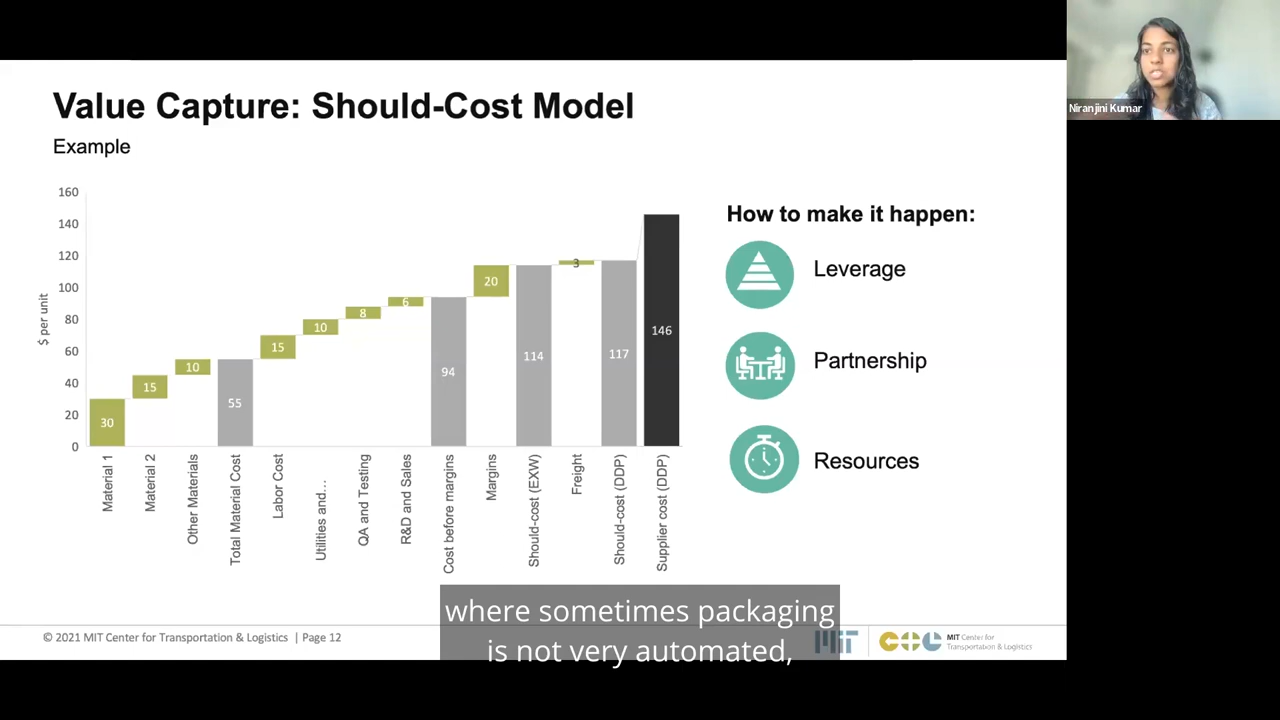 Niranjini Kumar
Value Capture: Should-Cost Model
Example
160
140
120
100
80
60
40
20
0
$ per unit
30
15
10
55
15
10
8
6
94
20
114
3
117
146
Material 1
Material 2
Other Materials
Total Material Cost
Labor Cost
Utilities and...
QA and Testing
R&D and Sales
Cost before margins
Margins
Should-cost (EXW)
Freight
Should-cost (DDP)
Supplier cost (DDP)
How to make it happen:
Leverage
Partnership
Resources
where sometimes packaging
is not very automated,
© 2021 MIT Center for Transportation & Logistics | Page 12
MIT
CTL
MIT Center for
Transportation & Logistics